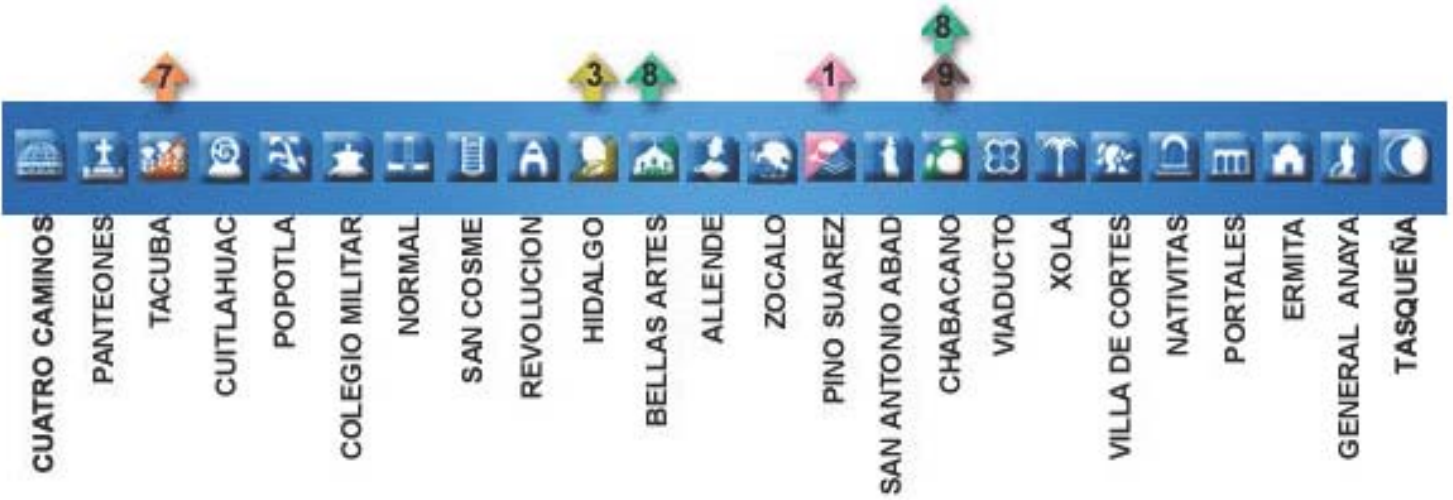 8
7
3
8
1
9
CUATRO CAMINOS
PANTEONES
TACUBA
CUITLAHUAC
POPOTLA
COLEGIO MILITAR
NORMAL
SAN COSME
REVOLUCION
HIDALGO
BELLAS ARTES
ALLENDE
ZOCALO
PINO SUAREZ
SAN ANTONIO ABAD
CHABACANO
VIADUCTO
XOLA
VILLA DE CORTES
NATIVITAS
PORTALES
ERMITA
GENERAL ANAYA
TASQUEÑA